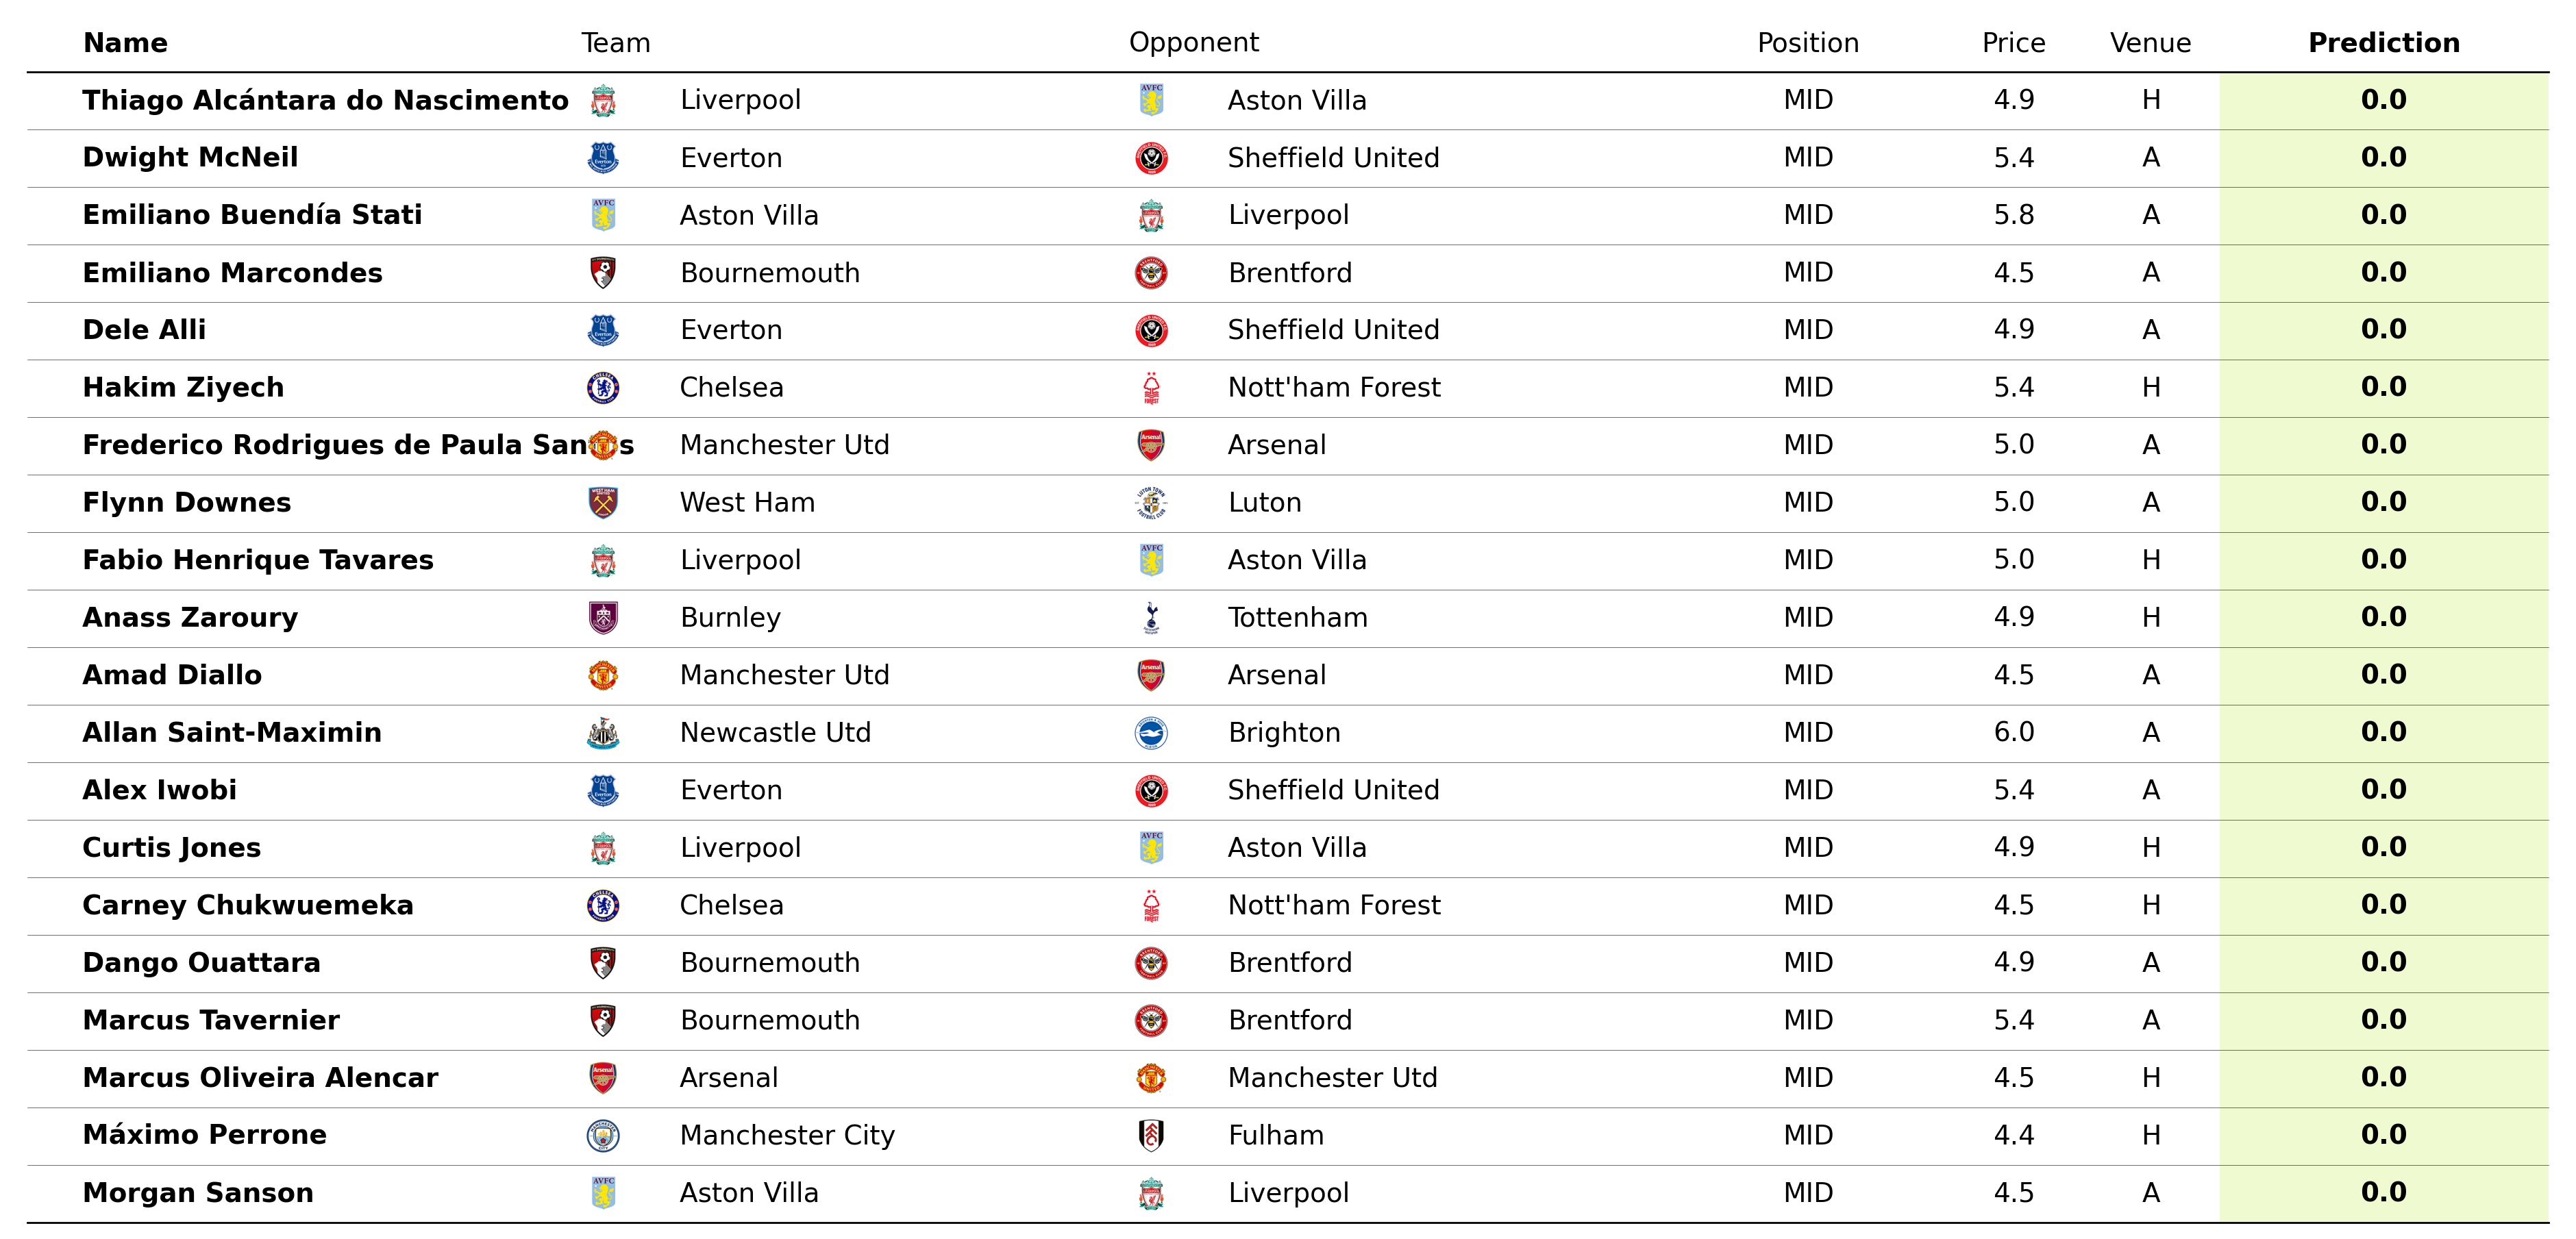 Name Team Opponent Position Price Venue Prediction
Thiago Alcántara do Nascimento Liverpool Aston Villa MID 4.9 H 0.0
Dwight McNeil Everton Sheffield United MID 5.4 A 0.0
Emiliano Buendía Stati Aston Villa Liverpool MID 5.8 A 0.0
Emiliano Marcondes Bournemouth Brentford MID 4.5 A 0.0
Dele Alli Everton Sheffield United MID 4.9 A 0.0
Hakim Ziyech Chelsea Nott'ham Forest MID 5.4 H 0.0
Frederico Rodrigues de Paula Manchester Utd Arsenal MID 5.0 A 0.0
Flynn Downes West Ham Luton MID 5.0 A 0.0
Fabio Henrique Tavares Liverpool Aston Villa MID 5.0 H 0.0
Anass Zaroury Burnley Tottenham MID 4.9 H 0.0
Amad Diallo Manchester Utd Arsenal MID 4.5 A 0.0
Allan Saint-Maximin Newcastle Utd Brighton MID 6.0 A 0.0
Alex Iwobi Everton Sheffield United MID 5.4 A 0.0
Curtis Jones Liverpool Aston Villa MID 4.9 H 0.0
Carney Chukwuemeka Chelsea Nott'ham Forest MID 4.5 H 0.0
Dango Ouattara Bournemouth Brentford MID 4.9 A 0.0
Marcus Tavernier Bournemouth Brentford MID 5.4 A 0.0
Marcus Oliveira Alencar Arsenal Manchester Utd MID 4.5 H 0.0
Máximo Perrone Manchester City Fulham MID 4.4 H 0.0
Morgan Sanson Aston Villa Liverpool MID 4.5 A 0.0